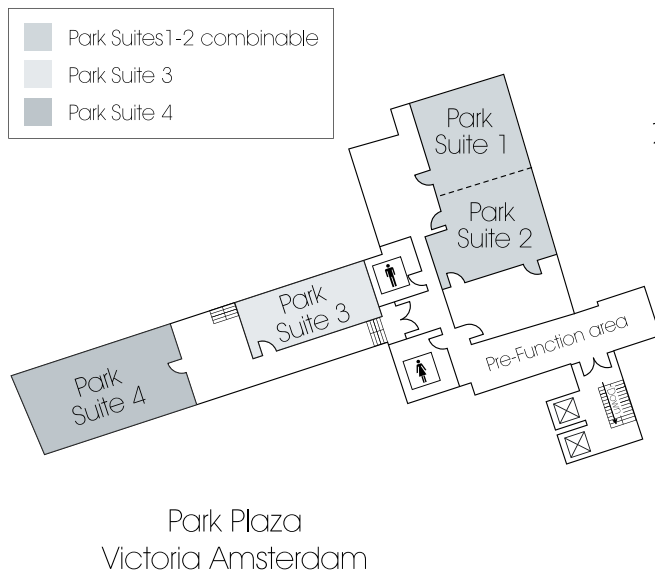 Park Suites1-2 combinable
Park Suite 3
Park Suite 4
Park
Suite 1
Park
Suite 2
Park
Suite 3
Park
Suite 4
Pre-Function area
DOWN
Park Plaza
Victoria Amsterdam